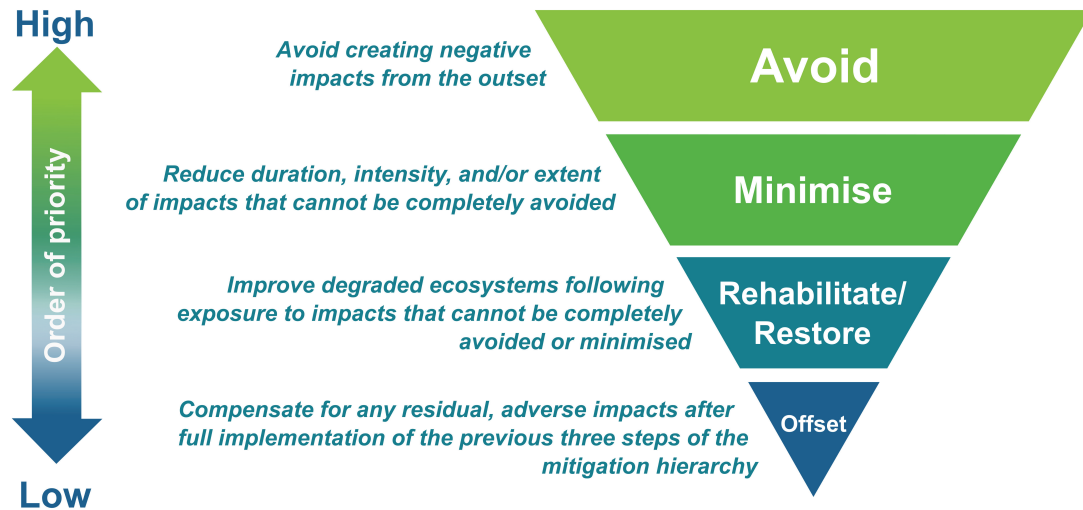 High
Order of priority
Low
Avoid creating negative
impacts from the outset
Avoid
Reduce duration, intensity, and/or extent
of impacts that cannot be completely avoided
Minimise
Improve degraded ecosystems following
exposure to impacts that cannot be completely
avoided or minimised
Rehabilitate/
Restore
Compensate for any residual, adverse impacts after
full implementation of the previous three steps of the
mitigation hierarchy
Offset